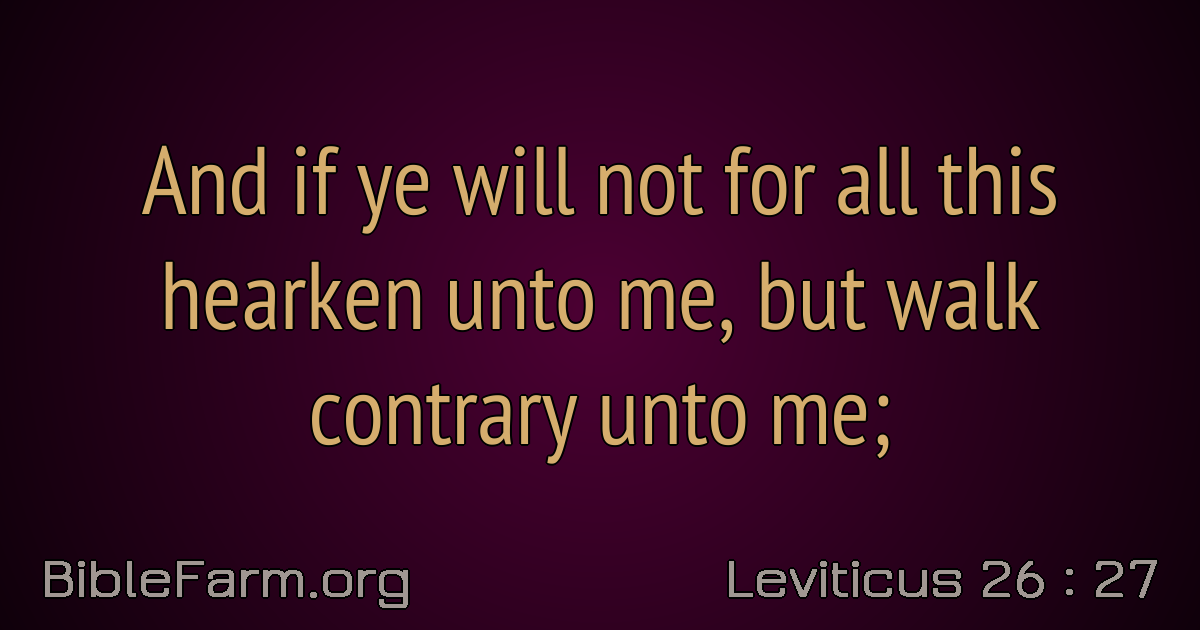 And if ye will not for all this
hearken unto me, but walk
contrary unto me;
BibleFarm.org
Leviticus 26 : 27